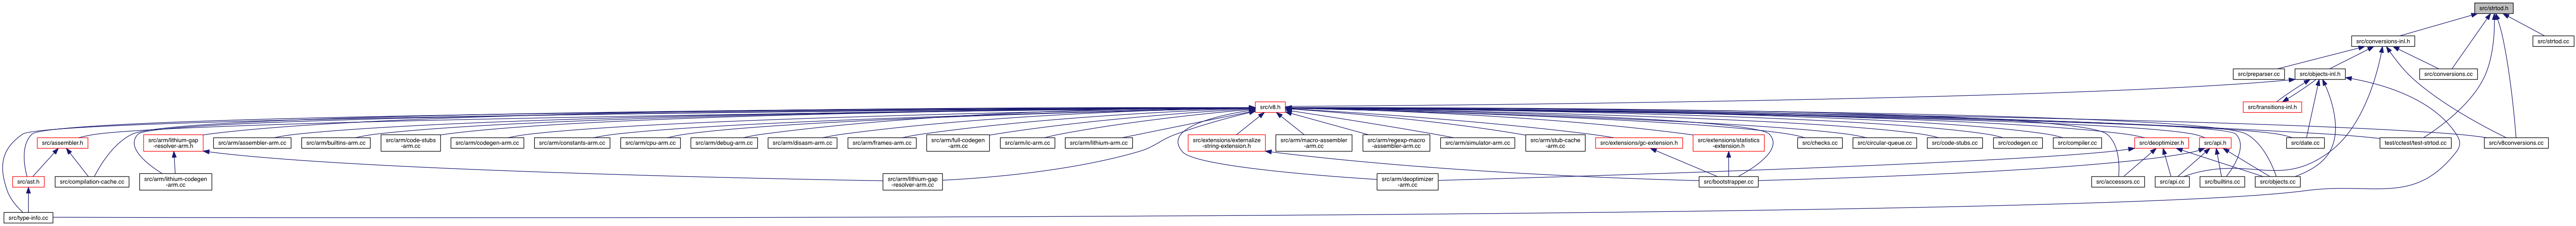 src/strtod.h
src/conversions-inl.h
src/strtod.cc
src/preparser.cc
src/objects-inl.h
src/conversions.cc
src/v8.h
src/transitions-inl.h
src/assembler.h
src/arm/lithium-gap
-resolver-arm.h
src/arm/assembler-arm.cc
src/arm/builtins-arm.cc
src/arm/code-stubs
-arm.cc
src/arm/codegen-arm.cc
src/arm/constants-arm.cc
src/arm/cpu-arm.cc
src/arm/debug-arm.cc
src/arm/disasm-arm.cc
src/arm/frames-arm.cc
src/arm/full-codegen
-arm.cc
src/arm/ic-arm.cc
src/arm/lithium-arm.cc
src/extensions/externalize
-string-extension.h
src/arm/macro-assembler
-arm.cc
src/arm/regexp-macro
-assembler-arm.cc
src/arm/simulator-arm.cc
src/arm/stub-cache
-arm.cc
src/extensions/gc-extension.h
src/extensions/statistics
-extension.h
src/checks.cc
src/circular-queue.cc
src/code-stubs.cc
src/codegen.cc
src/compiler.cc
src/deoptimizer.h
src/api.h
src/date.cc
test/cctest/test-strtod.cc
src/v8conversions.cc
src/ast.h
src/compilation-cache.cc
src/arm/lithium-codegen
-arm.cc
src/arm/lithium-gap
-resolver-arm.cc
src/arm/deoptimizer
-arm.cc
src/bootstrapper.cc
src/accessors.cc
src/api.cc
src/builtins.cc
src/objects.cc
src/type-info.cc